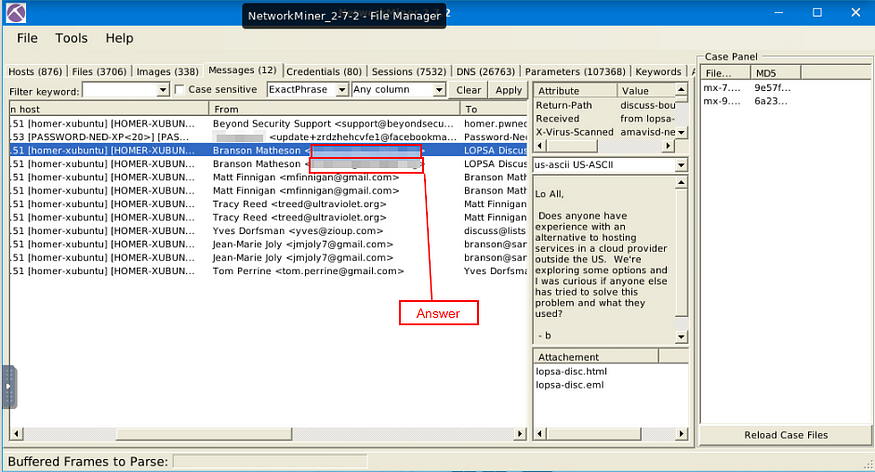 NetworkMiner_2-7-2 - File Manager
File Tools Help
Hosts (876) Files (3706) Images (338) Messages (12) Credentials (80) Sessions (7532) DNS (26763) Parameters (107368) Keywords
Filter keyword: Case sensitive ExactPhrase Any column Clear Apply
n host From To
.51 [homer-xubuntu] [HOMER-XUBUN... Beyond Security Support <support@beyondsecu... homer.pwned
.53 [PASSWORD-NED-XP<20>] [PAS... <update+zrdzhehcvfe1@facebookma... Password-Ned
.51 [homer-xubuntu] [HOMER-XUBUN... Branson Matheson < > LOPSA Discus
.51 [homer-xubuntu] [HOMER-XUBUN... Branson Matheson < > LOPSA Discus
.51 [homer-xubuntu] [HOMER-XUBUN... Matt Finnigan <mfinnigan@gmail.com> Branson Math
.51 [homer-xubuntu] [HOMER-XUBUN... Matt Finnigan <mfinnigan@gmail.com> Branson Math
.51 [homer-xubuntu] [HOMER-XUBUN... Tracy Reed <treed@ultraviolet.org> Matt Finnigan
.51 [homer-xubuntu] [HOMER-XUBUN... Tracy Reed <treed@ultraviolet.org> Matt Finnigan
.51 [homer-xubuntu] [HOMER-XUBUN... Yves Dorfsman <yves@zioup.com> discuss@lists
.51 [homer-xubuntu] [HOMER-XUBUN... Jean-Marie Joly <jmjoly7@gmail.com> branson@san
.51 [homer-xubuntu] [HOMER-XUBUN... Jean-Marie Joly <jmjoly7@gmail.com> branson@san
.51 [homer-xubuntu] [HOMER-XUBUN... Tom Perrine <tom.perrine@gmail.com> Yves Dorfsma
Answer
Attribute Value
Return-Path discuss-bou
Received from lopsa-
X-Virus-Scanned amavisd-ne
us-ascii US-ASCII
Lo All,
Does anyone have
experience with an
alternative to hosting
services in a cloud provider
outside the US. We're
exploring some options and
I was curious if anyone else
has tried to solve this
problem and what they
used?
- b
Attachement
lopsa-disc.html
lopsa-disc.eml
Case Panel
File... MD5
mx-7.... 9e57f...
mx-9.... 6a23...
Reload Case Files
Buffered Frames to Parse: